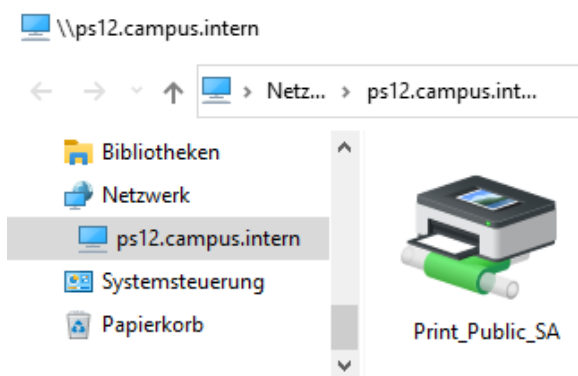 \\ps12.campus.intern
Netz... > ps12.campus.int...
Bibliotheken
Netzwerk
ps12.campus.intern
Systemsteuerung
Papierkorb
Print_Public_SA